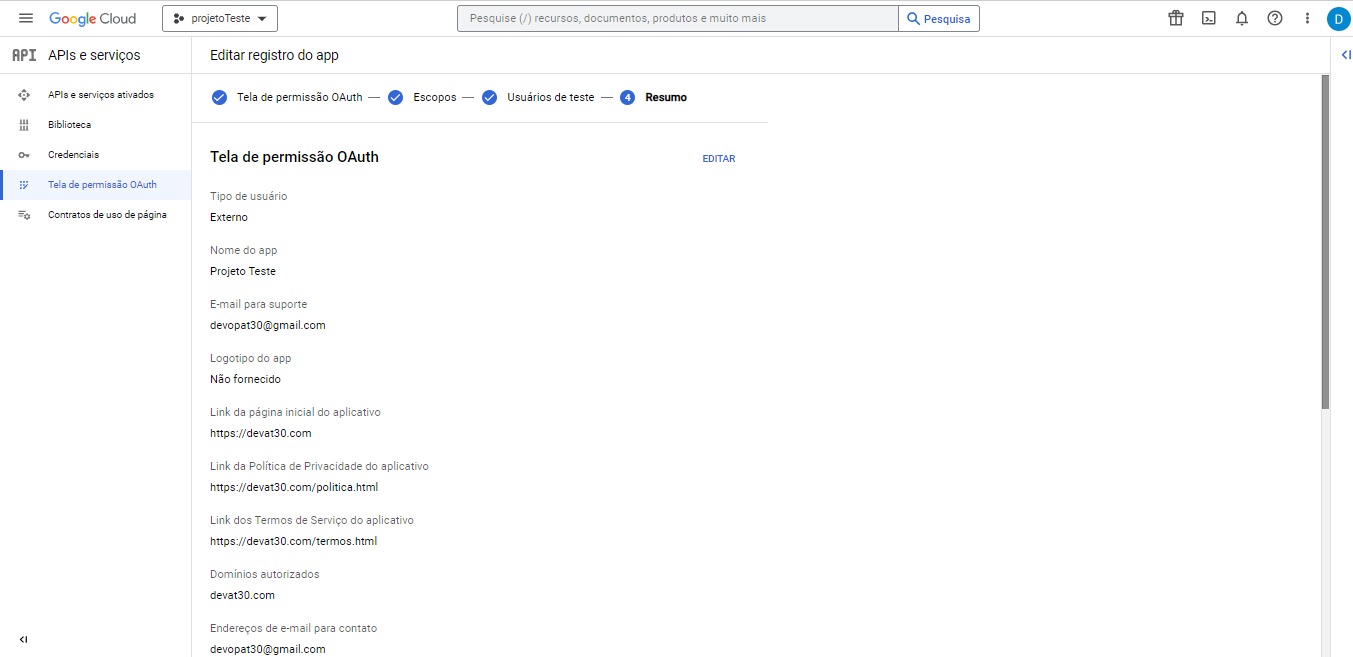 Google Cloud
projetoTeste
Pesquise (/) recursos, documentos, produtos e muito mais
Pesquisa
D
API APIs e serviços
Editar registro do app
APIs e serviços ativados
Biblioteca
Credenciais
Tela de permissão OAuth
Contratos de uso de página
Tela de permissão OAuth — Escopos — Usuários de teste — 4 Resumo
Tela de permissão OAuth
EDITAR
Tipo de usuário
Externo
Nome do app
Projeto Teste
E-mail para suporte
devopat30@gmail.com
Logotipo do app
Não fornecido
Link da página inicial do aplicativo
https://devat30.com
Link da Política de Privacidade do aplicativo
https://devat30.com/politica.html
Link dos Termos de Serviço do aplicativo
https://devat30.com/termos.html
Domínios autorizados
devat30.com
Endereços de e-mail para contato
devopat30@gmail.com